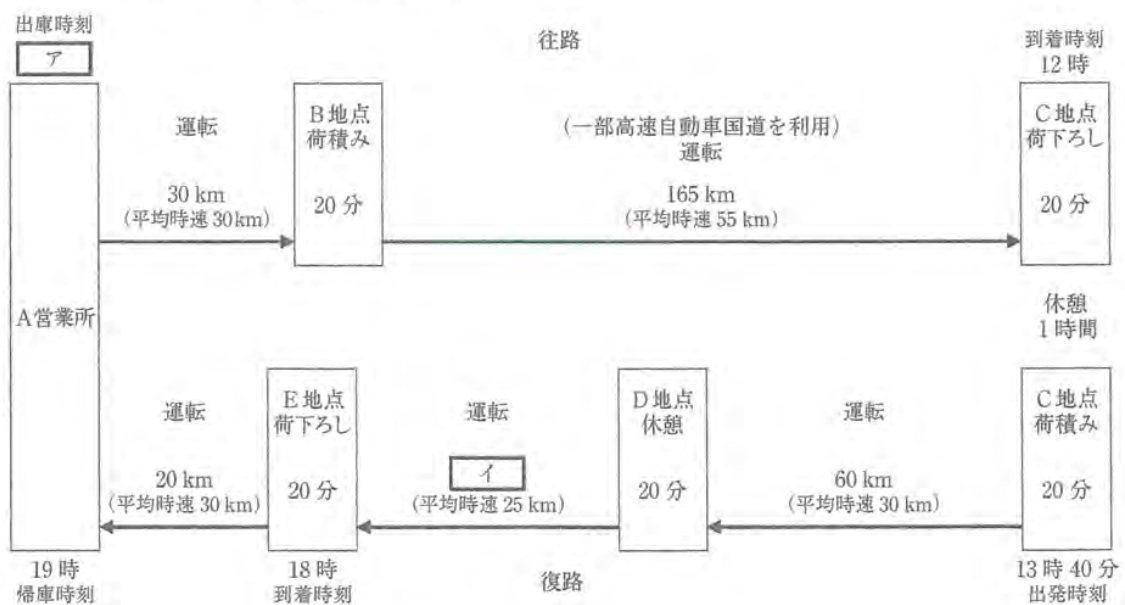 出庫時刻
ア
往路
到着時刻
12時
運転
B地点
荷積み
(一部高速自動車国道を利用)
運転
C地点
荷下ろし
30 km
(平均時速30km)
20分
165 km
(平均時速 55 km)
20分
A営業所
休憩
1時間
運転
E地点
荷下ろし
運転
D地点
休憩
運転
C地点
荷積み
20 km
(平均時速 30 km)
20分
イ
(平均時速 25 km)
20分
60 km
(平均時速 30 km)
20分
19時
帰庫時刻
18時
到着時刻
復路
13時40分
出発時刻